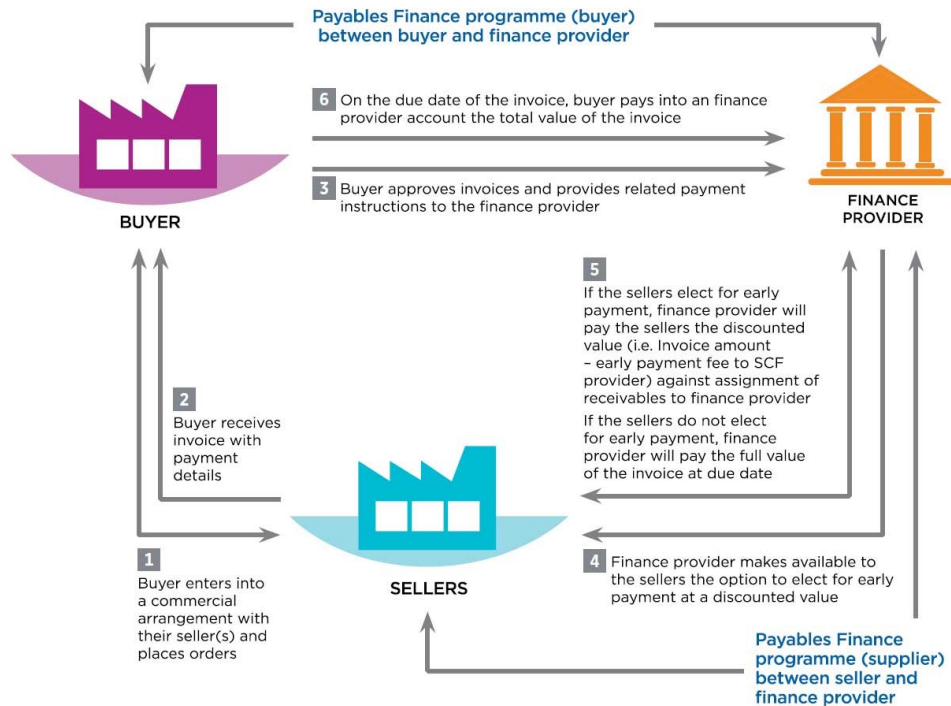 Payables Finance programme (buyer)
between buyer and finance provider
6 On the due date of the invoice, buyer pays into an finance
provider account the total value of the invoice
3 Buyer approves invoices and provides related payment
instructions to the finance provider
BUYER
FINANCE
PROVIDER
5
If the sellers elect for early
payment, finance provider will
pay the sellers the discounted
value (i.e. Invoice amount
– early payment fee to SCF
provider) against assignment of
receivables to finance provider
If the sellers do not elect
for early payment, finance
provider will pay the full value
of the invoice at due date
2
Buyer receives
invoice with
payment
details
1
Buyer enters into
a commercial
arrangement with
their seller(s) and
places orders
SELLERS
4 Finance provider makes available to
the sellers the option to elect for early
payment at a discounted value
Payables Finance
programme (supplier)
between seller and
finance provider